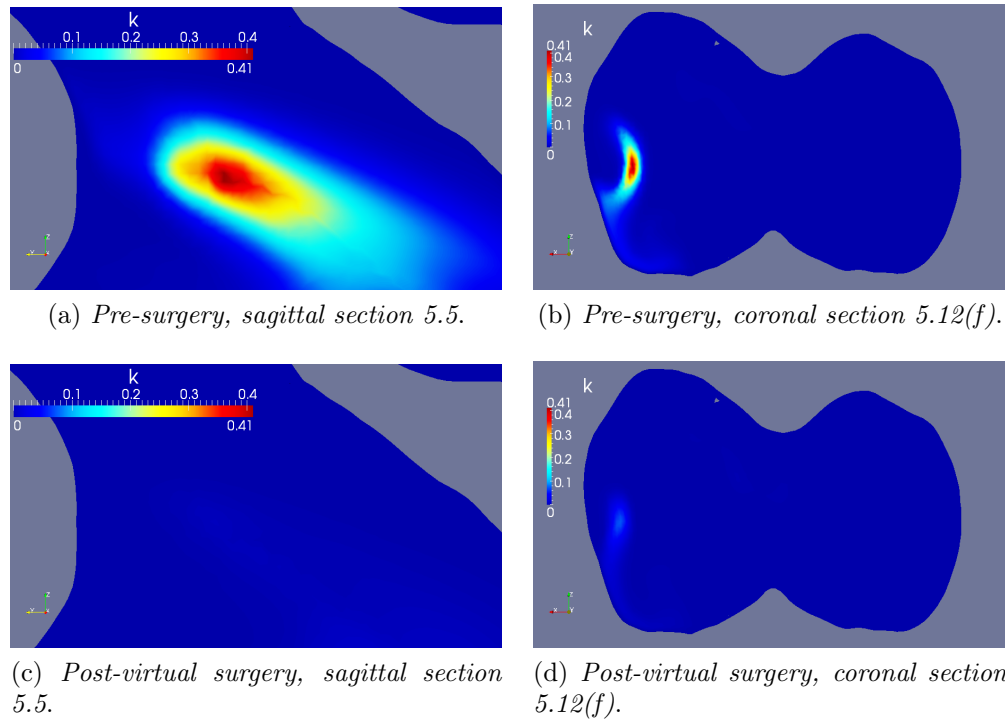 k
0.1 0.2 0.3 0.4
0 0.41
Y Z X
(a) Pre-surgery, sagittal section 5.5.
k
0.41
0.4
0.3
0.2
0.1
0
X Z Y
(b) Pre-surgery, coronal section 5.12(f).
k
0.1 0.2 0.3 0.4
0 0.41
Y Z X
(c) Post-virtual surgery, sagittal section
5.5.
k
0.41
0.4
0.3
0.2
0.1
0
X Z Y
(d) Post-virtual surgery, coronal section
5.12(f).